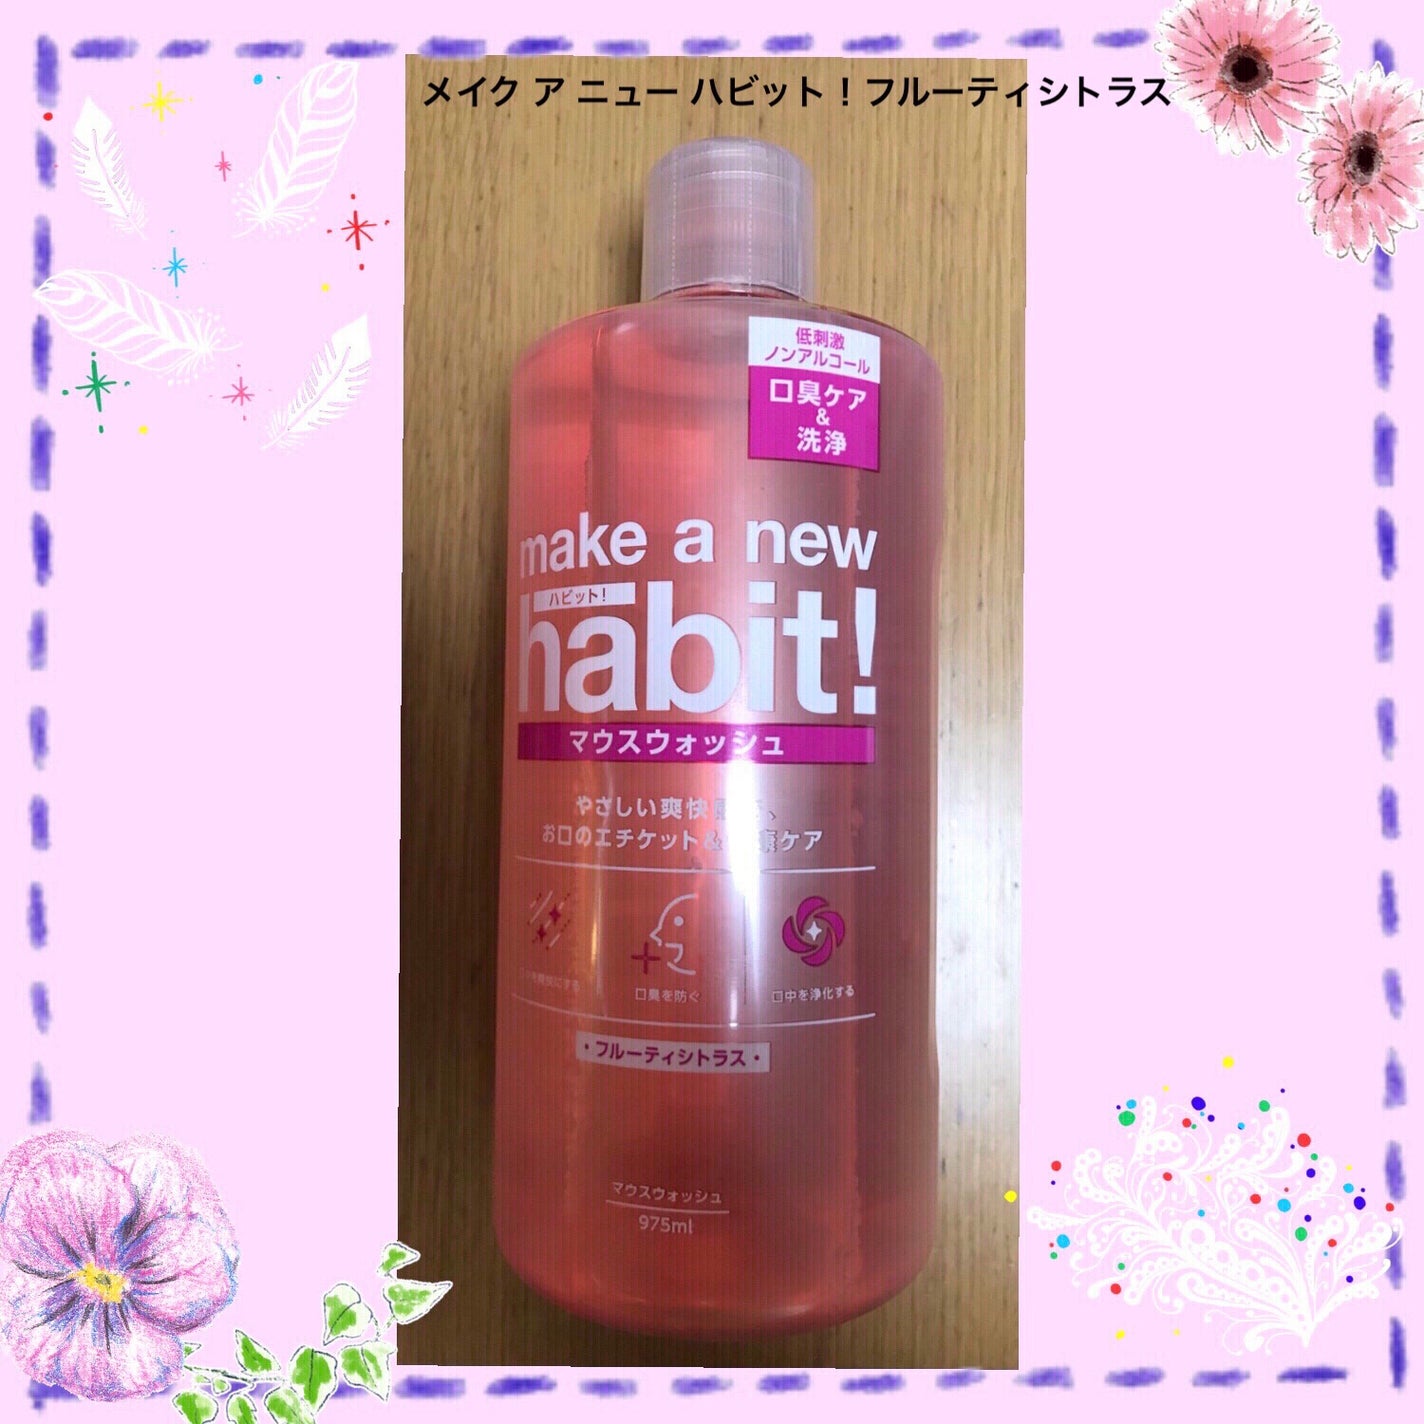 メイク ア ニュー ハビット！フルーティシトラス
低刺激
ノンアルコール
口臭ケア
&
洗浄
make a new
ハビット!
habit!
マウスウォッシュ
やさしい爽快
お口のエチケット&
ケア
口臭を防ぐ
口中を浄化する
・フルーティシトラス・
マウスウォッシュ
975ml